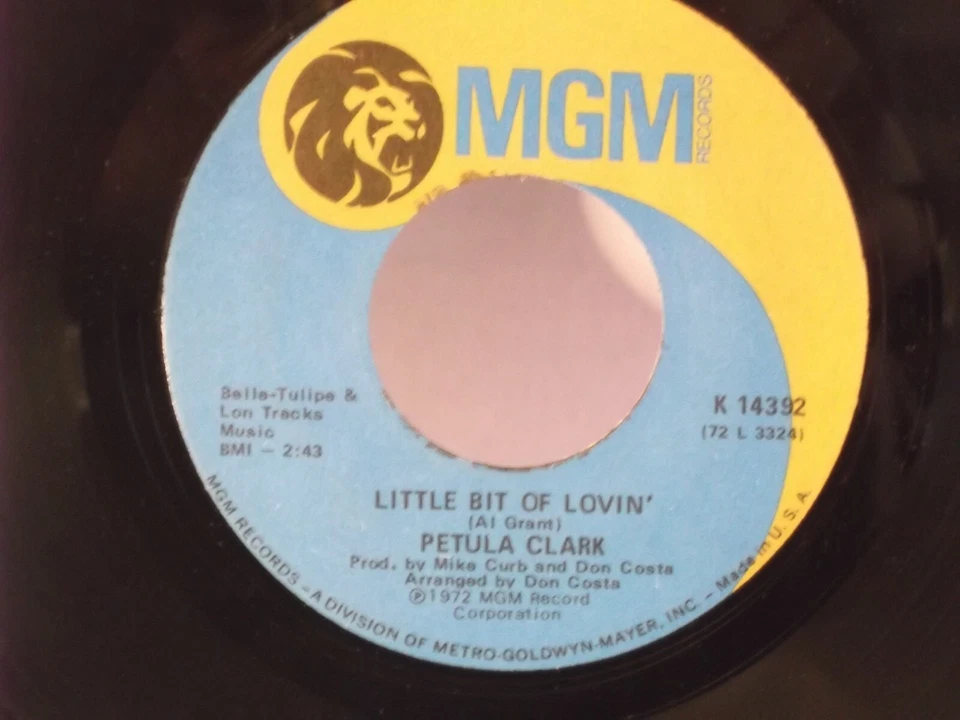 MGM
RECORDS
Belle-Tulipe &
Lon Tracks
Music
BMI – 2:43
K 14392
(72 L 3324)
LITTLE BIT OF LOVIN'
(Al Grant)
PETULA CLARK
Prod. by Mike Curb and Don Costa
Arranged by Don Costa
℗1972 MGM Record
Corporation
MGM RECORDS – A DIVISION OF METRO-GOLDWYN-MAYER, INC. – Made in U. S. A.